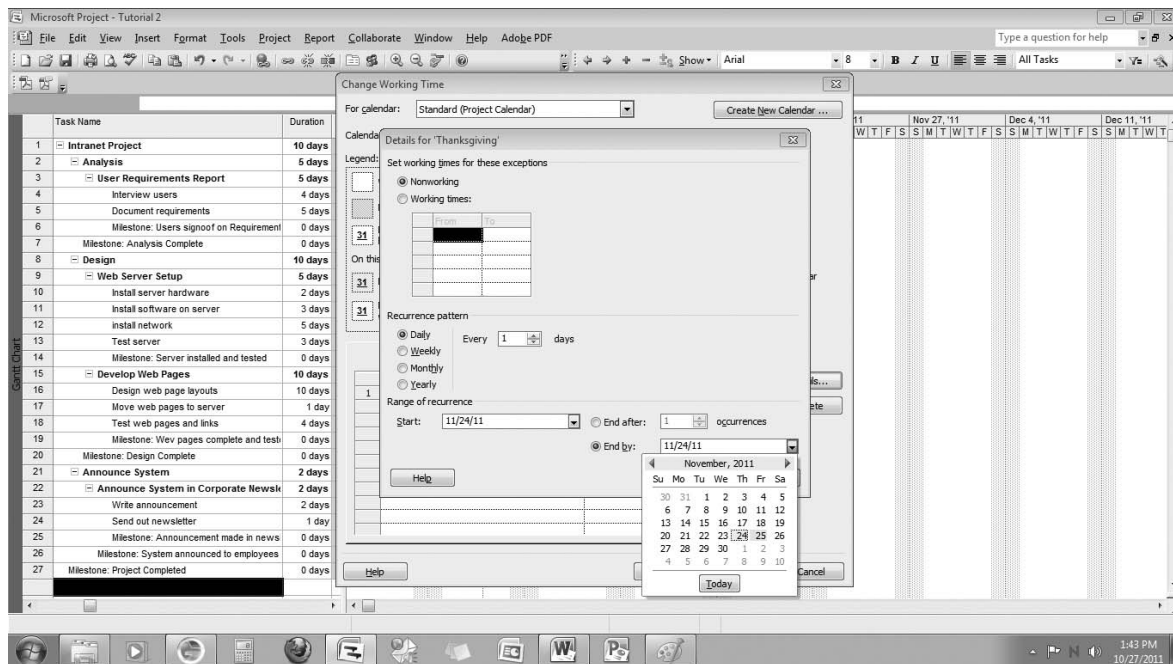 Microsoft Project - Tutorial 2
File Edit View Insert Format Tools Project Report Collaborate Window Help Adobe PDF
Type a question for help
Show Arial 8 B I U All Tasks
Change Working Time
For calendar: Standard (Project Calendar) Create New Calendar ...
Calenda
Legend:
31
On this
31
31
1
ar
ils...
ete
Help
Cancel
Details for 'Thanksgiving'
Set working times for these exceptions
Nonworking
Working times:
From To
Recurrence pattern
Daily Every 1 days
Weekly
Monthly
Yearly
Range of recurrence
Start: 11/24/11 End after: 1 occurrences
End by: 11/24/11
Help
November, 2011
Su Mo Tu We Th Fr Sa
30 31 1 2 3 4 5
6 7 8 9 10 11 12
13 14 15 16 17 18 19
20 21 22 23 24 25 26
27 28 29 30 1 2 3
4 5 6 7 8 9 10
Today
11 Nov 27, '11 Dec 4, '11 Dec 11, '11
W T F S S M T W T F S S M T W T F S S M T W T
Task Name Duration
1 Intranet Project 10 days
2 Analysis 5 days
3 User Requirements Report 5 days
4 Interview users 4 days
5 Document requirements 5 days
6 Milestone: Users signoof on Requirement 0 days
7 Milestone: Analysis Complete 0 days
8 Design 10 days
9 Web Server Setup 5 days
10 Install server hardware 2 days
11 Install software on server 3 days
12 install network 5 days
13 Test server 3 days
14 Milestone: Server installed and tested 0 days
15 Develop Web Pages 10 days
16 Design web page layouts 10 days
17 Move web pages to server 1 day
18 Test web pages and links 4 days
19 Milestone: Wev pages complete and test 0 days
20 Milestone: Design Complete 0 days
21 Announce System 2 days
22 Announce System in Corporate Newsl 2 days
23 Write announcement 2 days
24 Send out newsletter 1 day
25 Milestone: Announcement made in news 0 days
26 Milestone: System announced to employees 0 days
27 Milestone: Project Completed 0 days
Gantt Chart
1:43 PM
10/27/2011